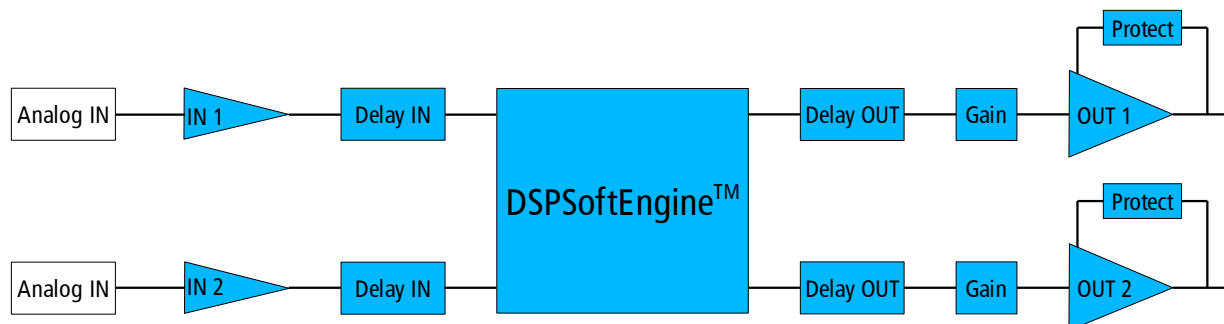 Protect
Analog IN IN 1 Delay IN Delay OUT Gain OUT 1
DSPSoftEngine™
Protect
Analog IN IN 2 Delay IN Delay OUT Gain OUT 2